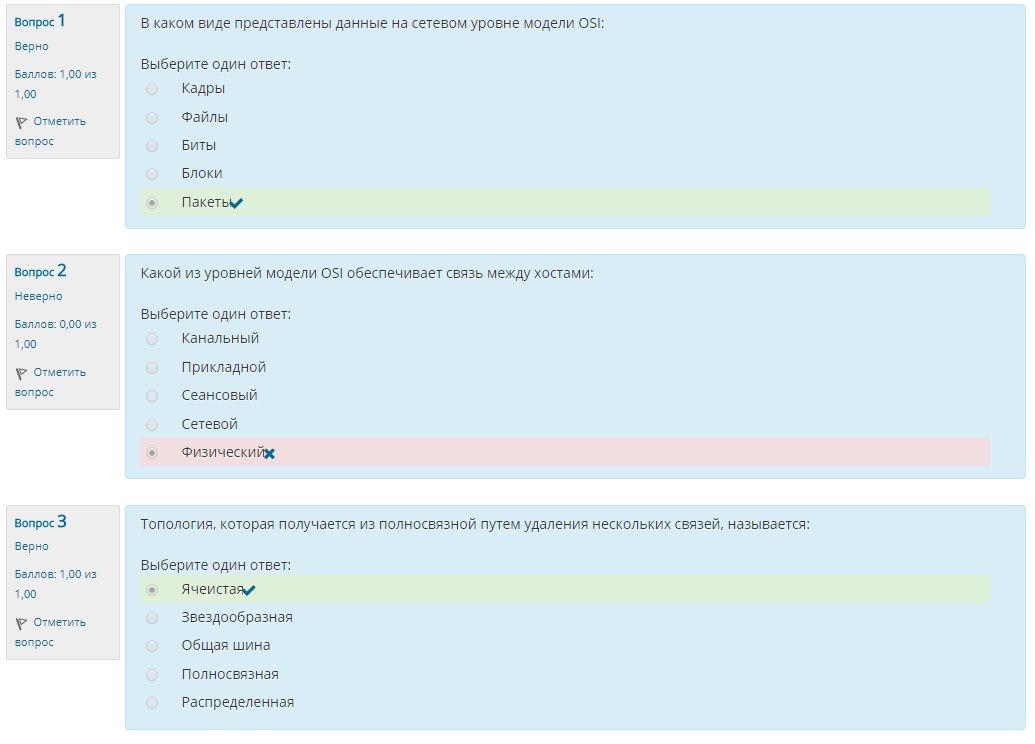 Вопрос 1
Верно
Баллов: 1,00 из
1,00
Отметить
вопрос
В каком виде представлены данные на сетевом уровне модели OSI:
Выберите один ответ:
Кадры
Файлы
Биты
Блоки
Пакеты
Вопрос 2
Неверно
Баллов: 0,00 из
1,00
Отметить
вопрос
Какой из уровней модели OSI обеспечивает связь между хостами:
Выберите один ответ:
Канальный
Прикладной
Сеансовый
Сетевой
Физический
Вопрос 3
Верно
Баллов: 1,00 из
1,00
Отметить
вопрос
Топология, которая получается из полносвязной путем удаления нескольких связей, называется:
Выберите один ответ:
Ячеистая
Звездообразная
Общая шина
Полносвязная
Распределенная